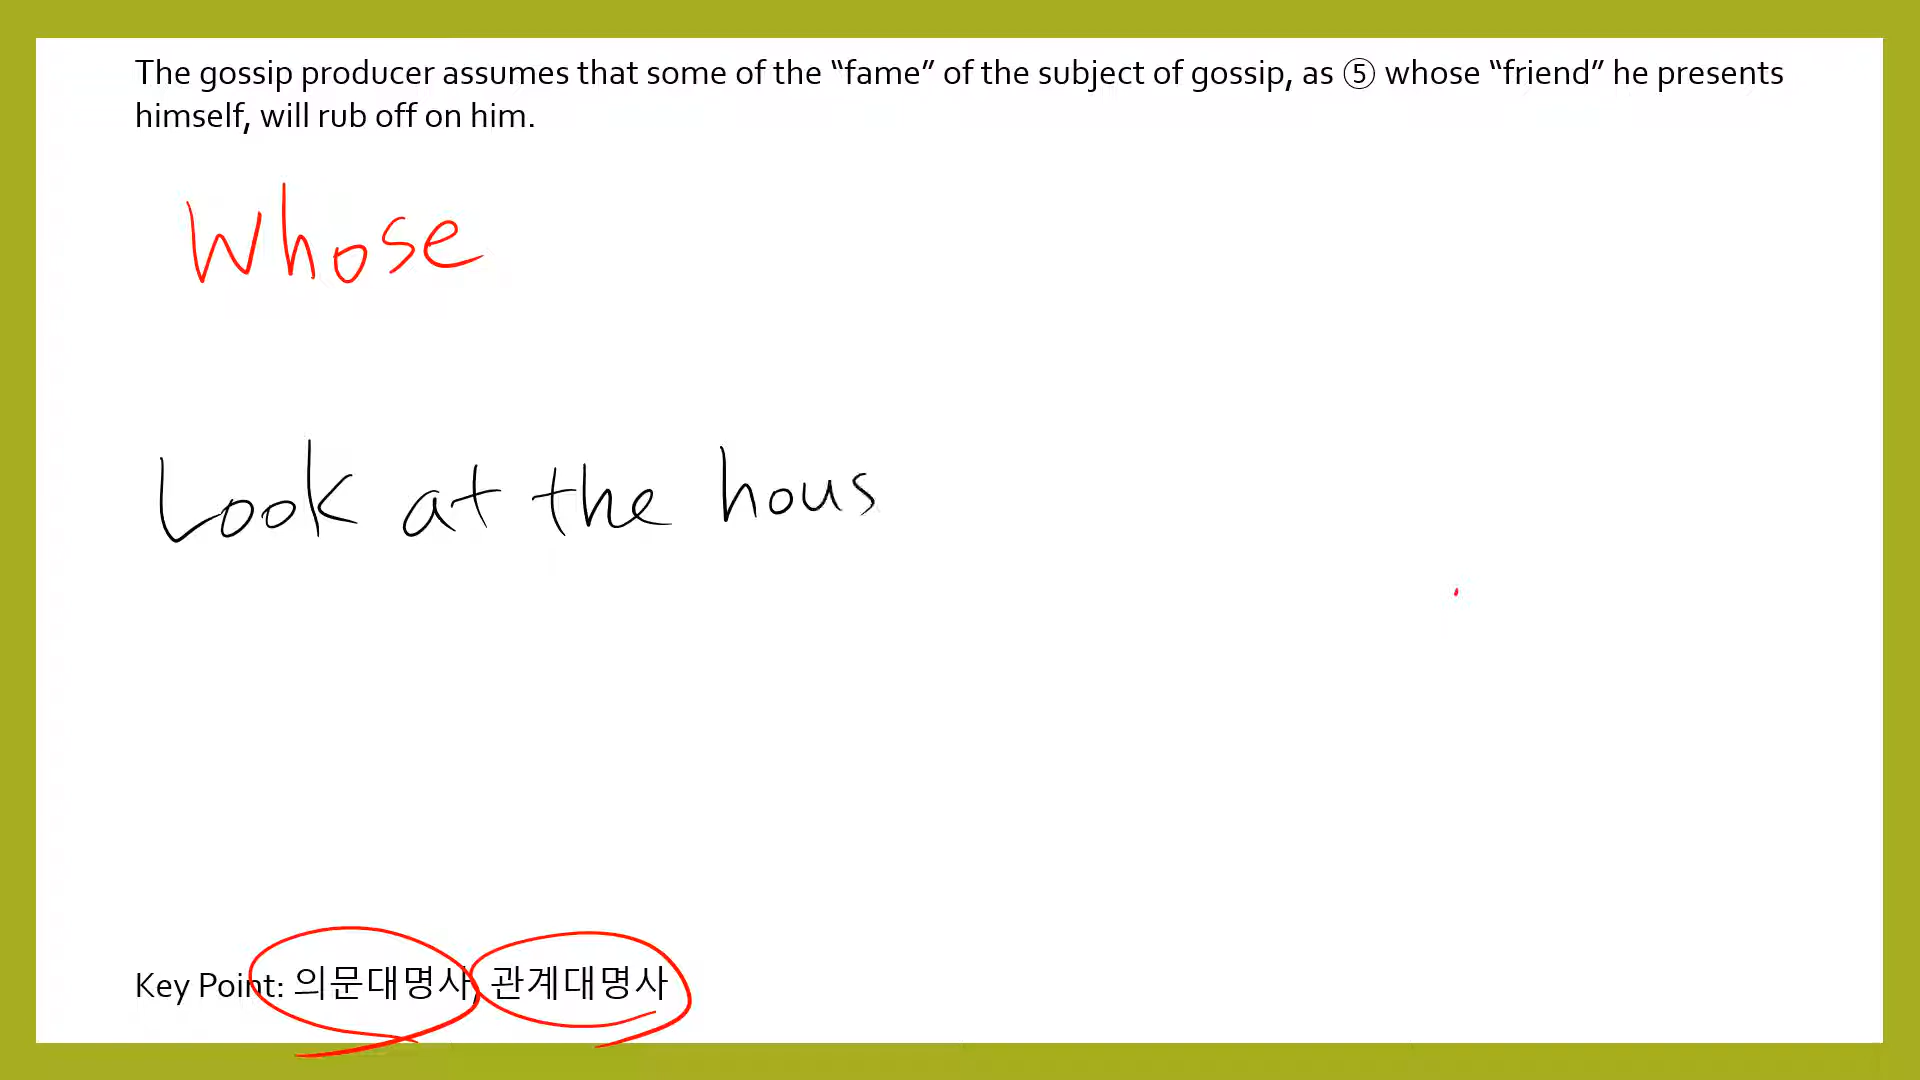 The gossip producer assumes that some of the “fame” of the subject of gossip, as ⑤ whose “friend” he presents
himself, will rub off on him.
Whose
Look at the hous
Key Point: 의문대명사, 관계대명사